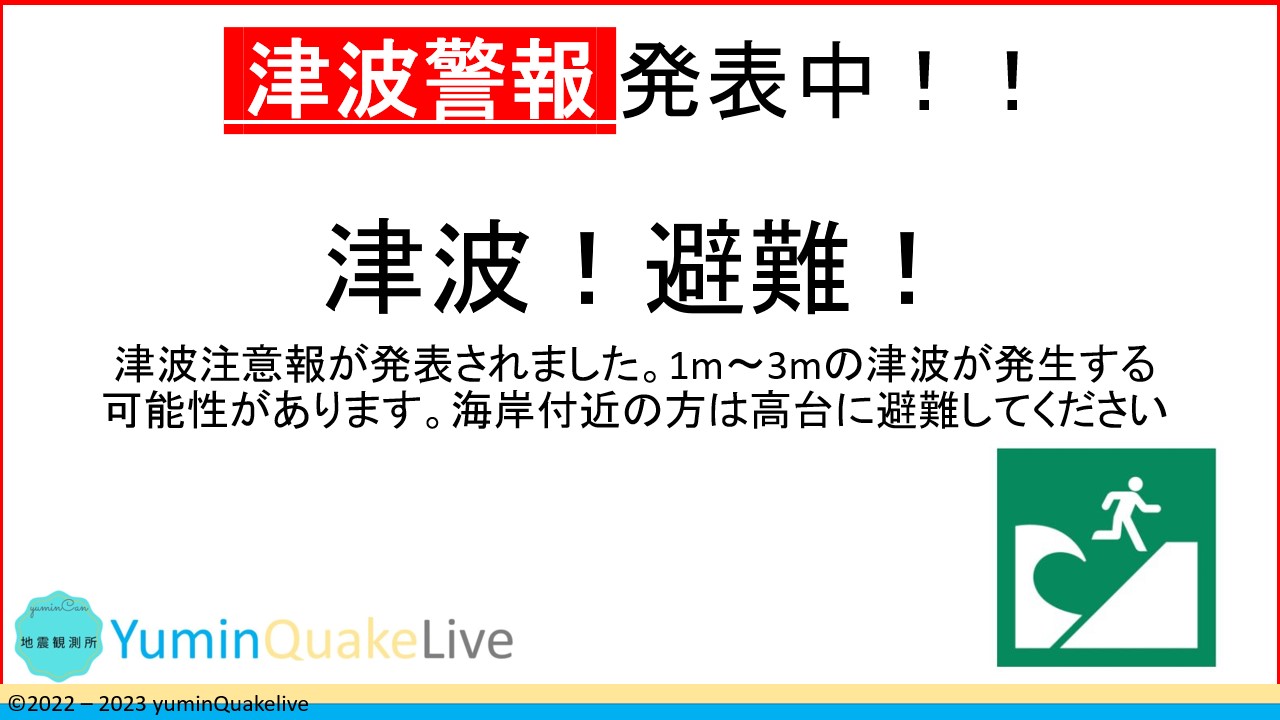 津波警報発表中！！
津波！避難！
津波注意報が発表されました。1m～3mの津波が発生する
可能性があります。海岸付近の方は高台に避難してください
yuminCan
地震観測所
YuminQuakeLive
©2022 – 2023 yuminQuakelive